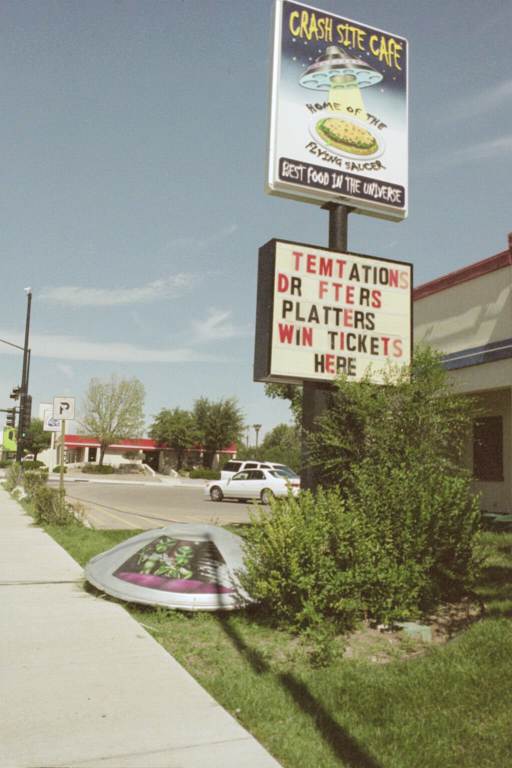 CRASH SITE CAFE
HOME OF THE
FLYING SAUCER
BEST FOOD IN THE UNIVERSE
TEMTATIONS
DR FTERS
PLATTERS
WIN TICKETS
HERE